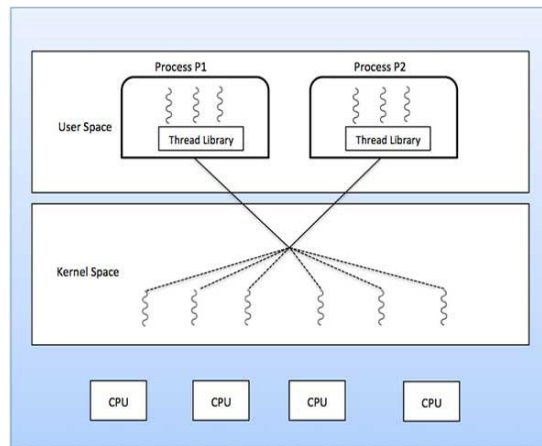 Process P1
Process P2
User Space
Thread Library
Thread Library
Kernel Space
CPU
CPU
CPU
CPU